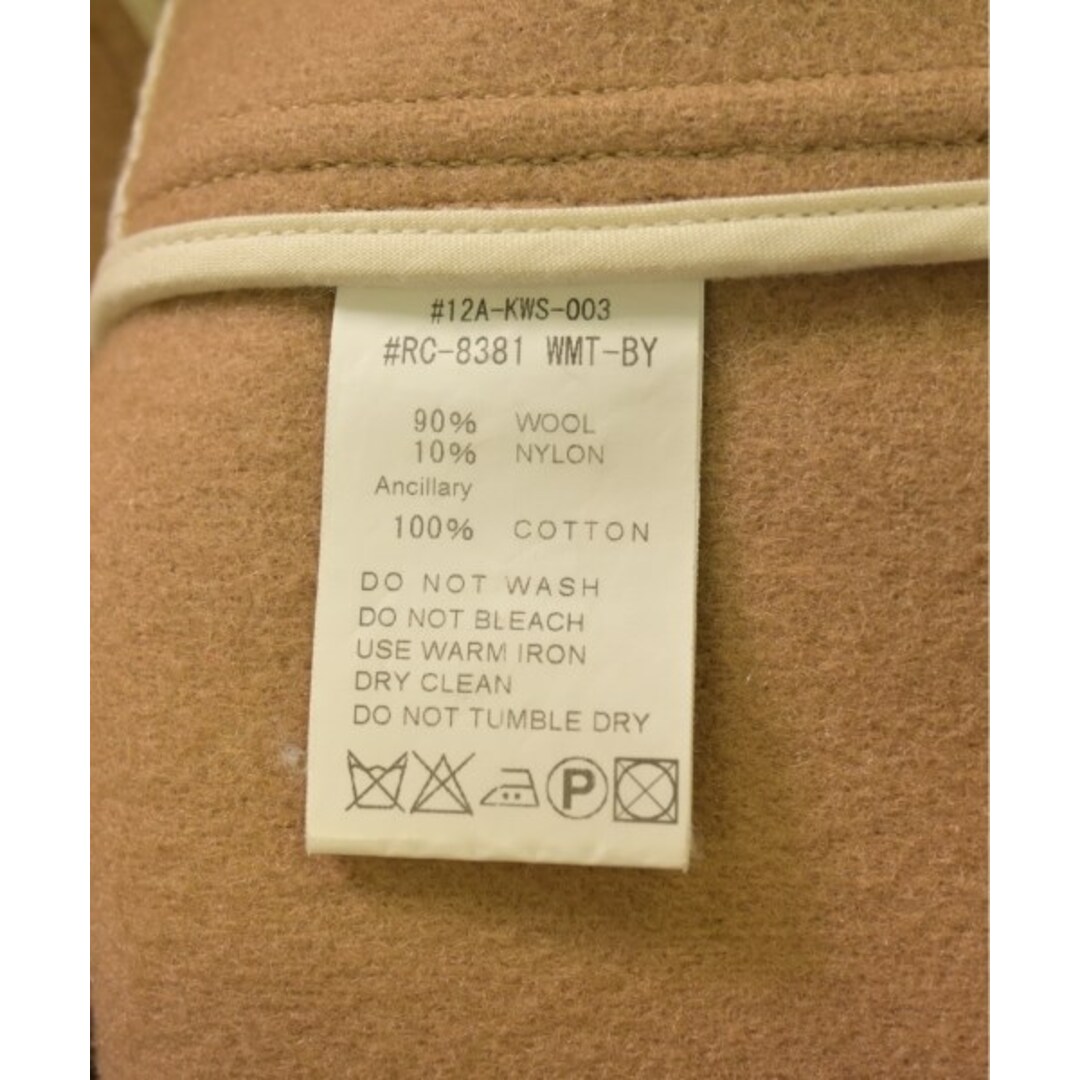 #12A-KWS-003
#RC-8381 WMT-BY
90% WOOL
10% NYLON
Ancillary
100% COTTON
DO NOT WASH
DO NOT BLEACH
USE WARM IRON
DRY CLEAN
DO NOT TUMBLE DRY
P